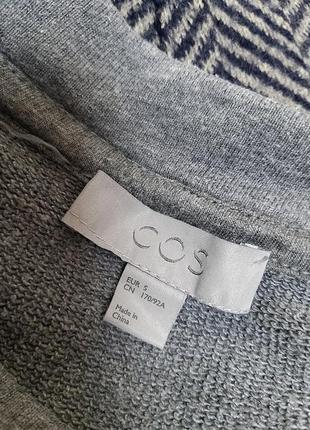 COS
EUR S
CN 170/92A
Made in
China